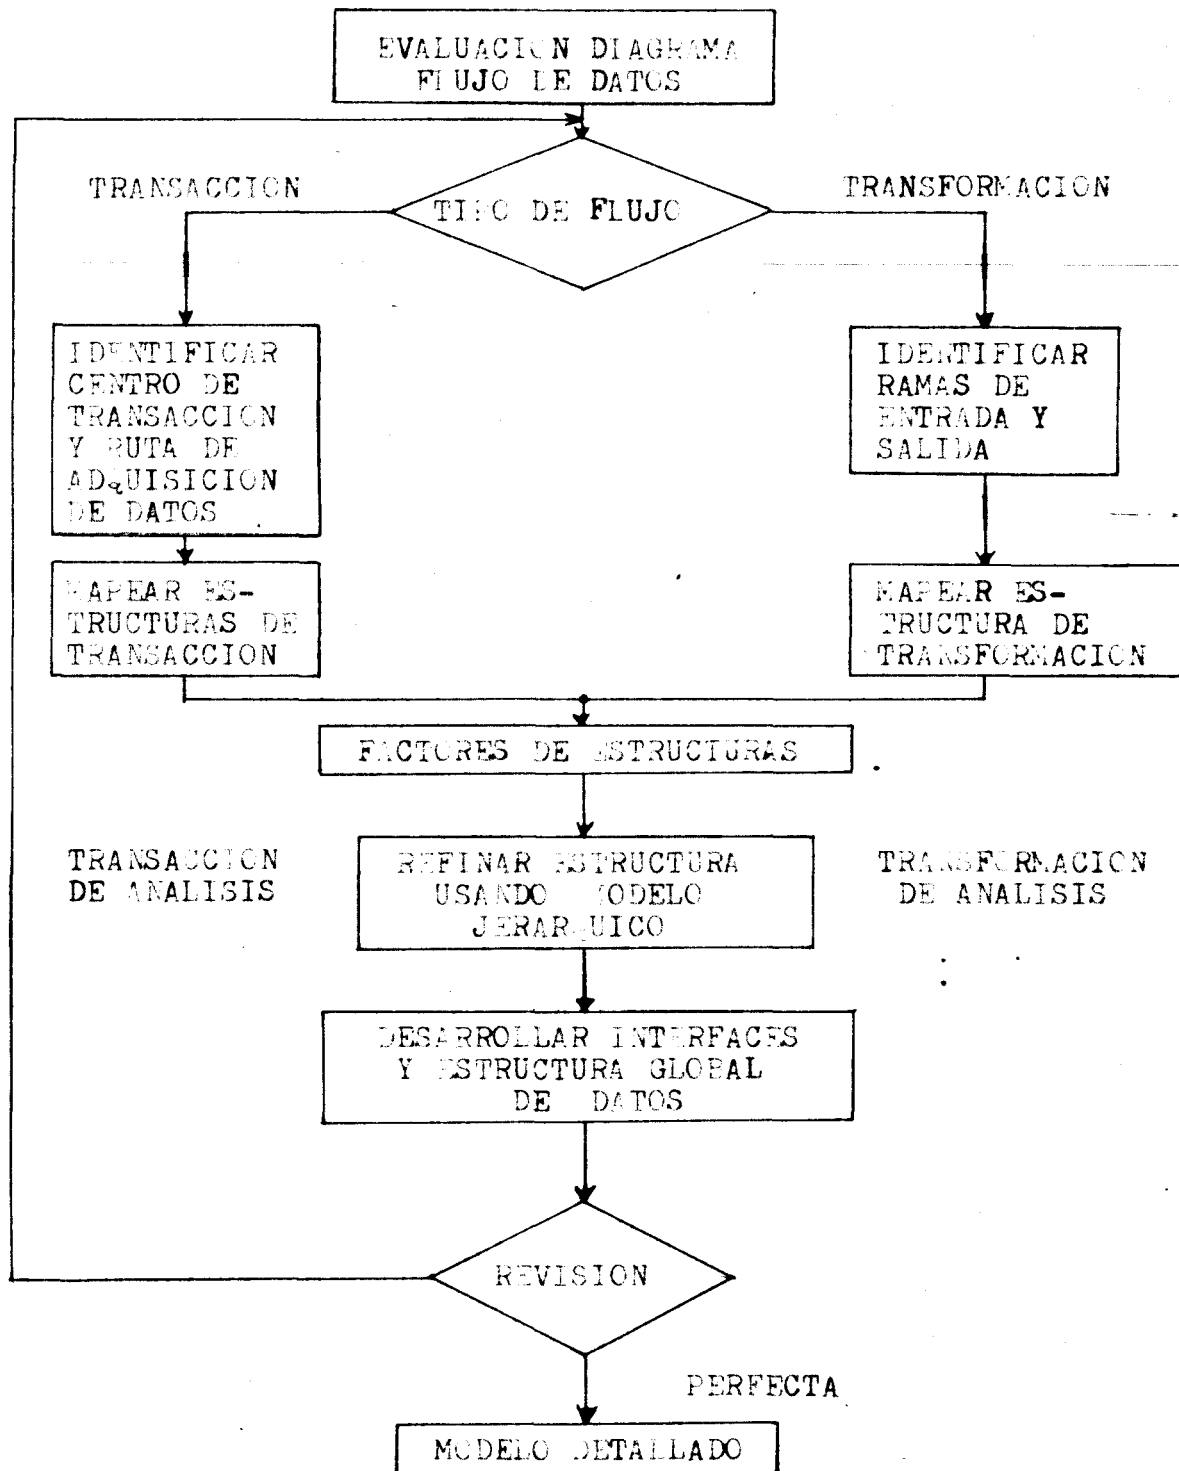 EVALUACION DIAGRAMA
FLUJO DE DATOS
TRANSACCION
TRANSFORMACION
TIPO DE FLUJO
IDENTIFICAR
CENTRO DE
TRANSACCION
Y RUTA DE
ADQUISICION
DE DATOS
IDENTIFICAR
RAMAS DE
ENTRADA Y
SALIDA
MAPEAR ES-
TRUCTURAS DE
TRANSACCION
MAPEAR ES-
TRUCTURA DE
TRANSFORMACION
FACTORES DE ESTRUCTURAS
TRANSACCION
DE ANALISIS
REFINAR ESTRUCTURA
USANDO MODELO
JERARQUICO
TRANSFORMACION
DE ANALISIS
DESARROLLAR INTERFACES
Y ESTRUCTURA GLOBAL
DE DATOS
REVISION
PERFECTA
MODELO DETALLADO